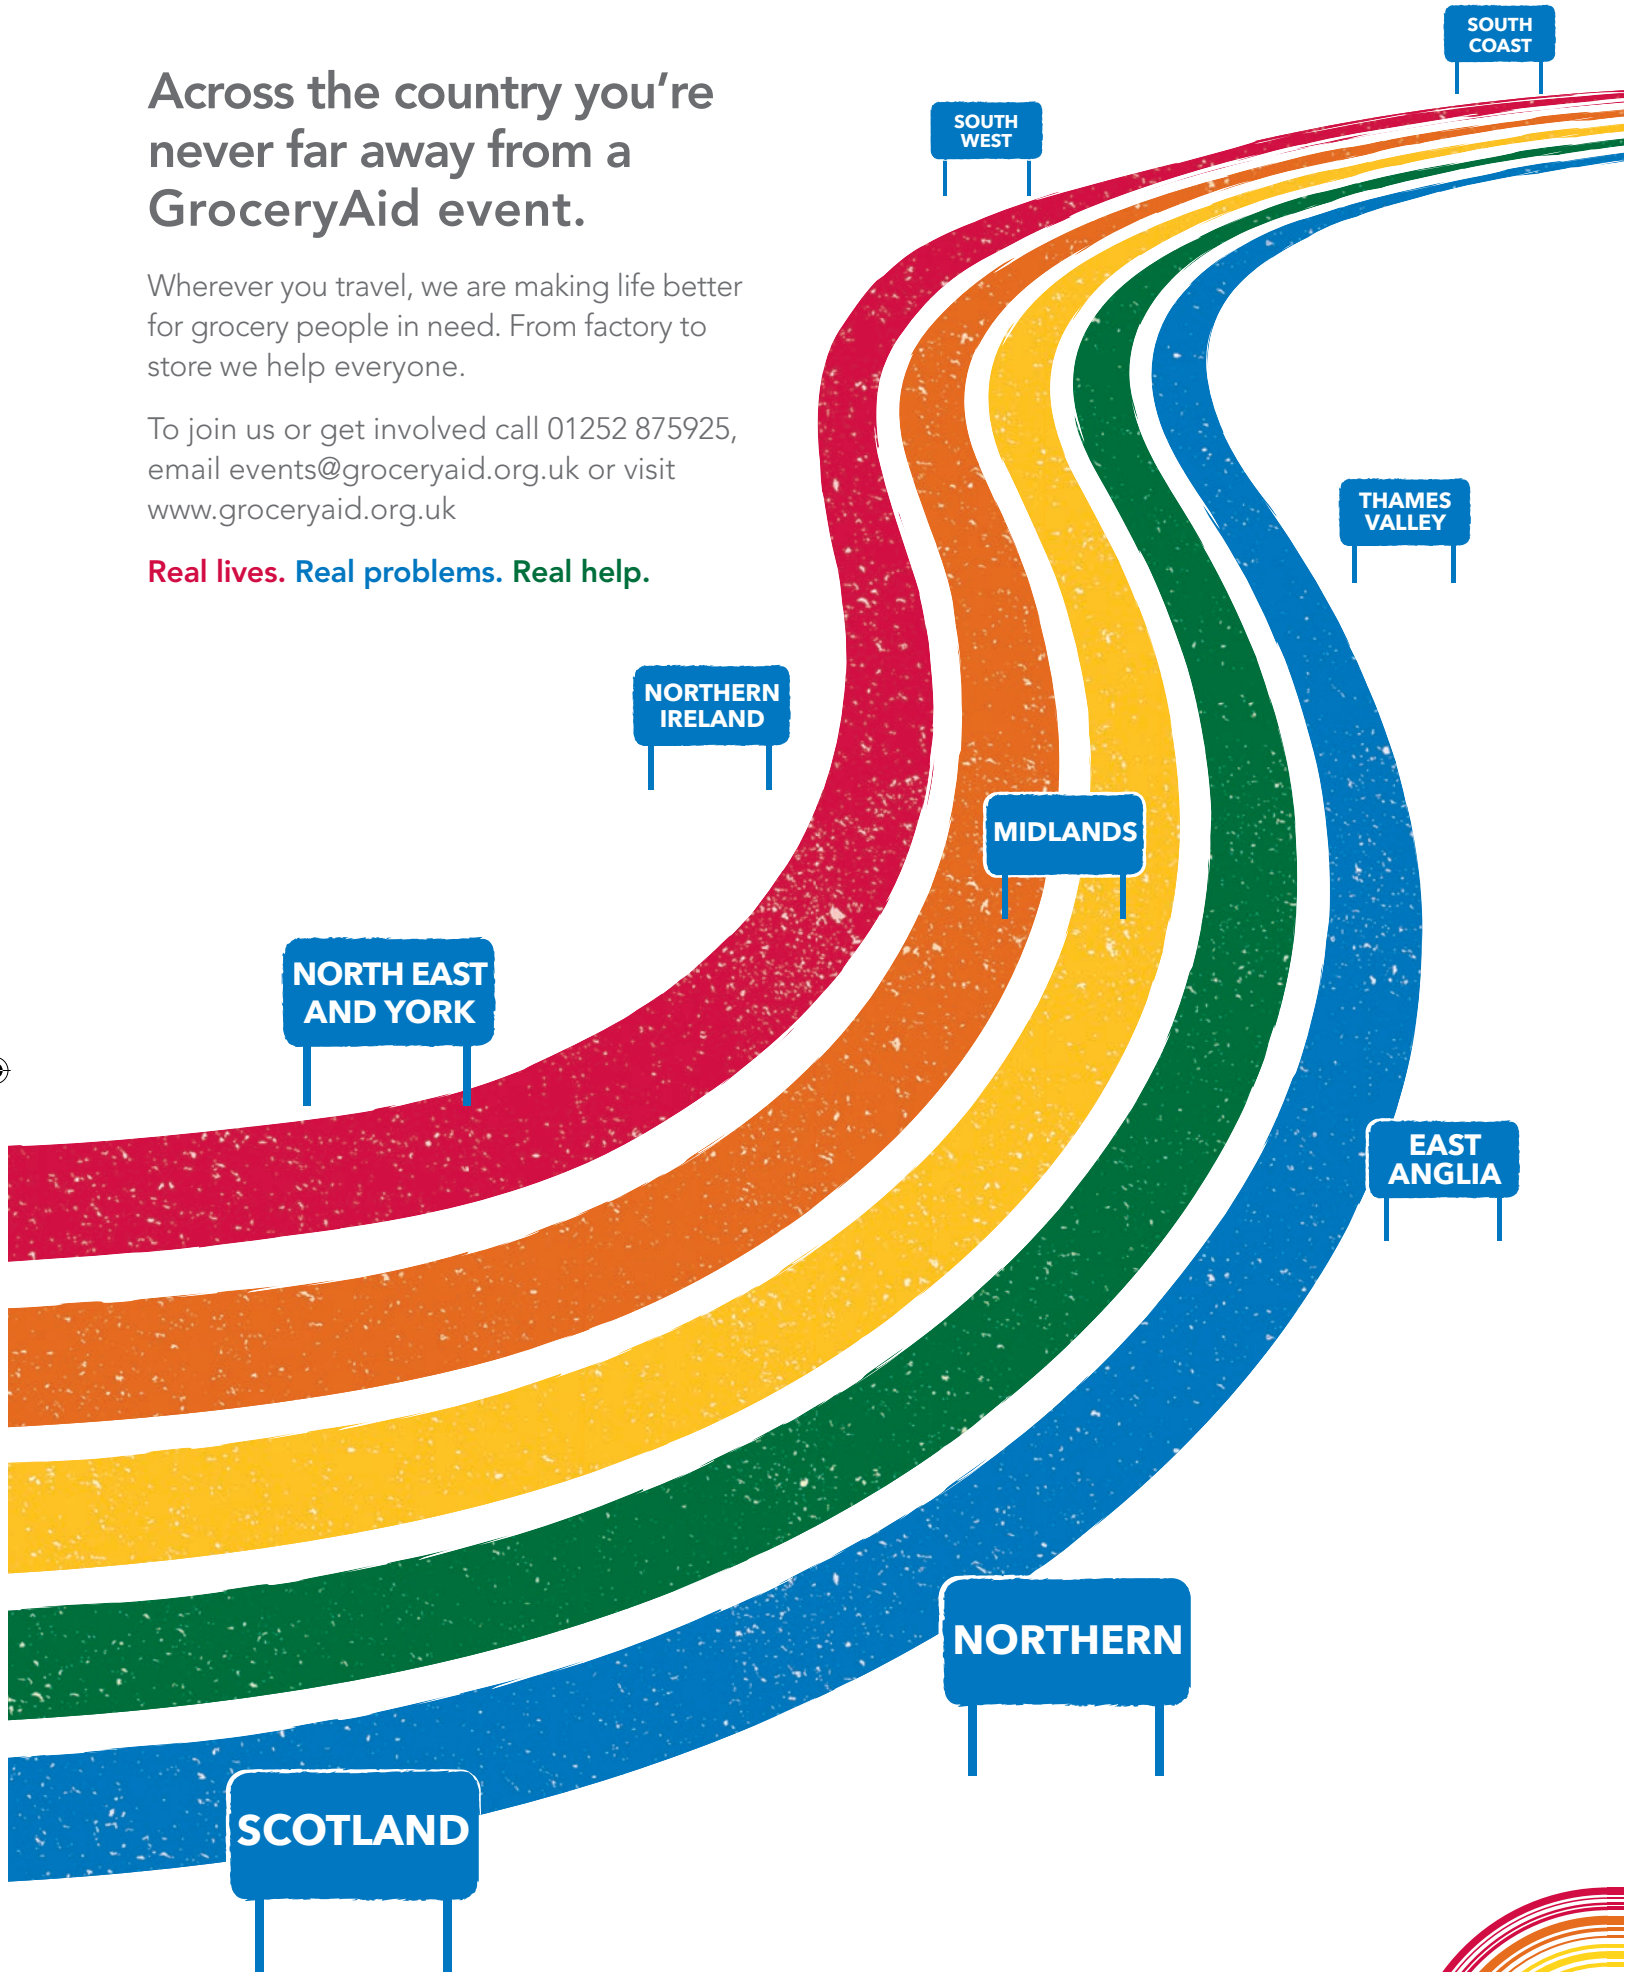 Across the country you're
never far away from a
GroceryAid event.
Wherever you travel, we are making life better
for grocery people in need. From factory to
store we help everyone.
To join us or get involved call 01252 875925,
email events@groceryaid.org.uk or visit
www.groceryaid.org.uk
Real lives. Real problems. Real help.
SOUTH
COAST
SOUTH
WEST
THAMES
VALLEY
NORTHERN
IRELAND
MIDLANDS
NORTH EAST
AND YORK
EAST
ANGLIA
NORTHERN
SCOTLAND